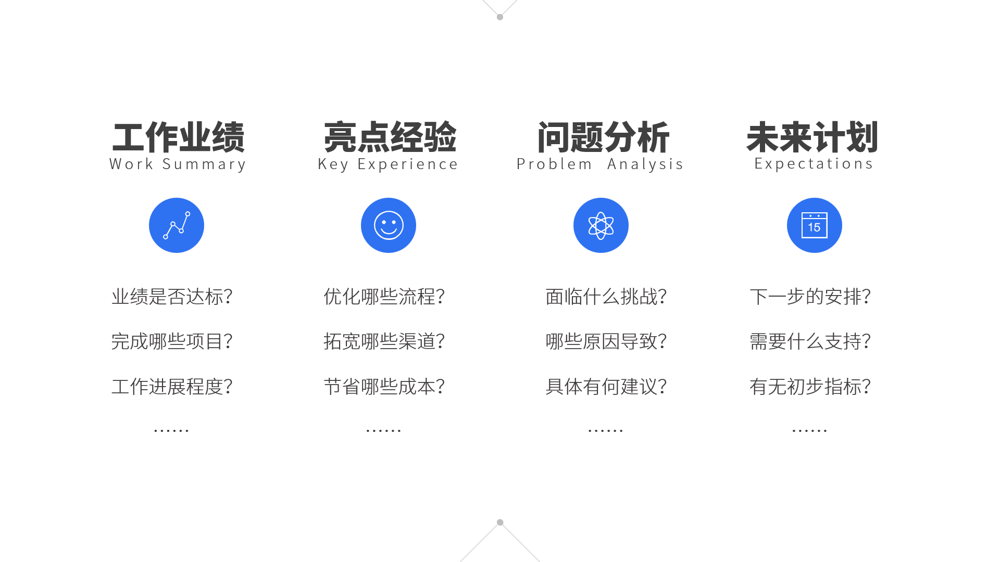 工作业绩
Work Summary
业绩是否达标?
完成哪些项目?
工作进展程度?
……
亮点经验
Key Experience
优化哪些流程?
拓宽哪些渠道?
节省哪些成本?
……
问题分析
Problem Analysis
面临什么挑战?
哪些原因导致?
具体有何建议?
……
未来计划
Expectations
15
下一步的安排?
需要什么支持?
有无初步指标?
……